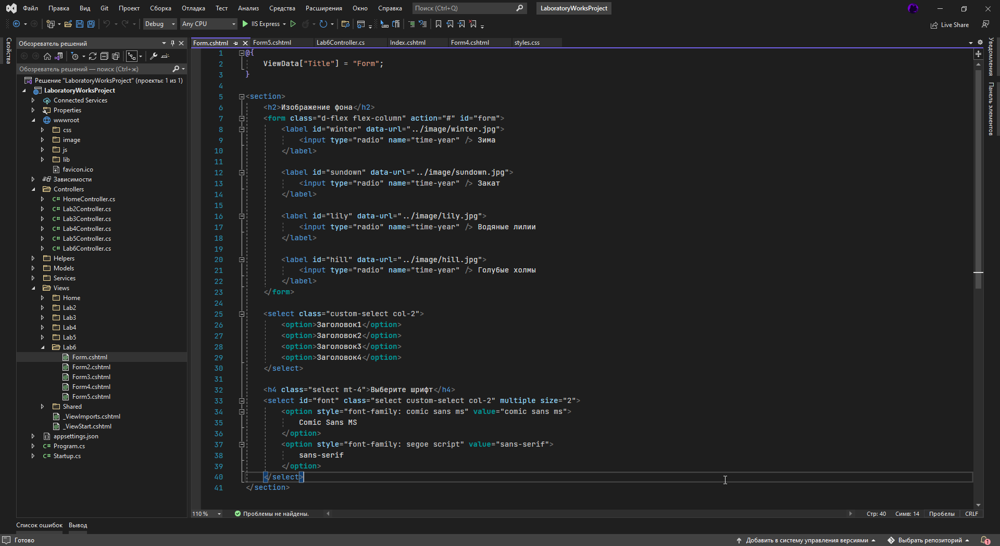 Файл Правка Вид Git Проект Сборка Отладка Тест Анализ Средства Расширения Окно Справка Поиск (Ctrl+Q) LaboratoryWorksProject
Debug Any CPU IIS Express Live Share
Свойства
Обозреватель решений
Обозреватель решений — поиск (Ctrl+ж)
Решение "LaboratoryWorksProject" (проекты: 1 из 1)
LaboratoryWorksProject
Connected Services
Properties
wwwroot
css
image
js
lib
favicon.ico
Зависимости
Controllers
C# HomeController.cs
C# Lab2Controller.cs
C# Lab3Controller.cs
C# Lab4Controller.cs
C# Lab5Controller.cs
C# Lab6Controller.cs
Helpers
Models
Services
Views
Home
Lab2
Lab3
Lab4
Lab5
Lab6
Form.cshtml
Form2.cshtml
Form3.cshtml
Form4.cshtml
Form5.cshtml
Shared
_ViewImports.cshtml
_ViewStart.cshtml
appsettings.json
C# Program.cs
C# Startup.cs
Form.cshtml Form5.cshtml Lab6Controller.cs Index.cshtml Form4.cshtml styles.css
1 @{
2 ViewData["Title"] = "Form";
3 }
4
5 <section>
6 <h2>Изображение фона</h2>
7 <form class="d-flex flex-column" action="#" id="form">
8 <label id="winter" data-url="../image/winter.jpg">
9 <input type="radio" name="time-year" /> Зима
10 </label>
11
12 <label id="sundown" data-url="../image/sundown.jpg">
13 <input type="radio" name="time-year" /> Закат
14 </label>
15
16 <label id="lily" data-url="../image/lily.jpg">
17 <input type="radio" name="time-year" /> Водяные лилии
18 </label>
19
20 <label id="hill" data-url="../image/hill.jpg">
21 <input type="radio" name="time-year" /> Голубые холмы
22 </label>
23 </form>
24
25 <select class="custom-select col-2">
26 <option>Заголовок1</option>
27 <option>Заголовок2</option>
28 <option>Заголовок3</option>
29 <option>Заголовок4</option>
30 </select>
31
32 <h4 class="select mt-4">Выберите шрифт</h4>
33 <select id="font" class="select custom-select col-2" multiple size="2">
34 <option style="font-family: comic sans ms" value="comic sans ms">
35 Comic Sans MS
36 </option>
37 <option style="font-family: segoe script" value="sans-serif">
38 sans-serif
39 </option>
40 </select>
41 </section>
Уведомления
Панель элементов
110 % Проблемы не найдены. Стр: 40 Симв: 14 Пробелы CRLF
Список ошибок Вывод
Готово Добавить в систему управления версиями Выбрать репозиторий 1